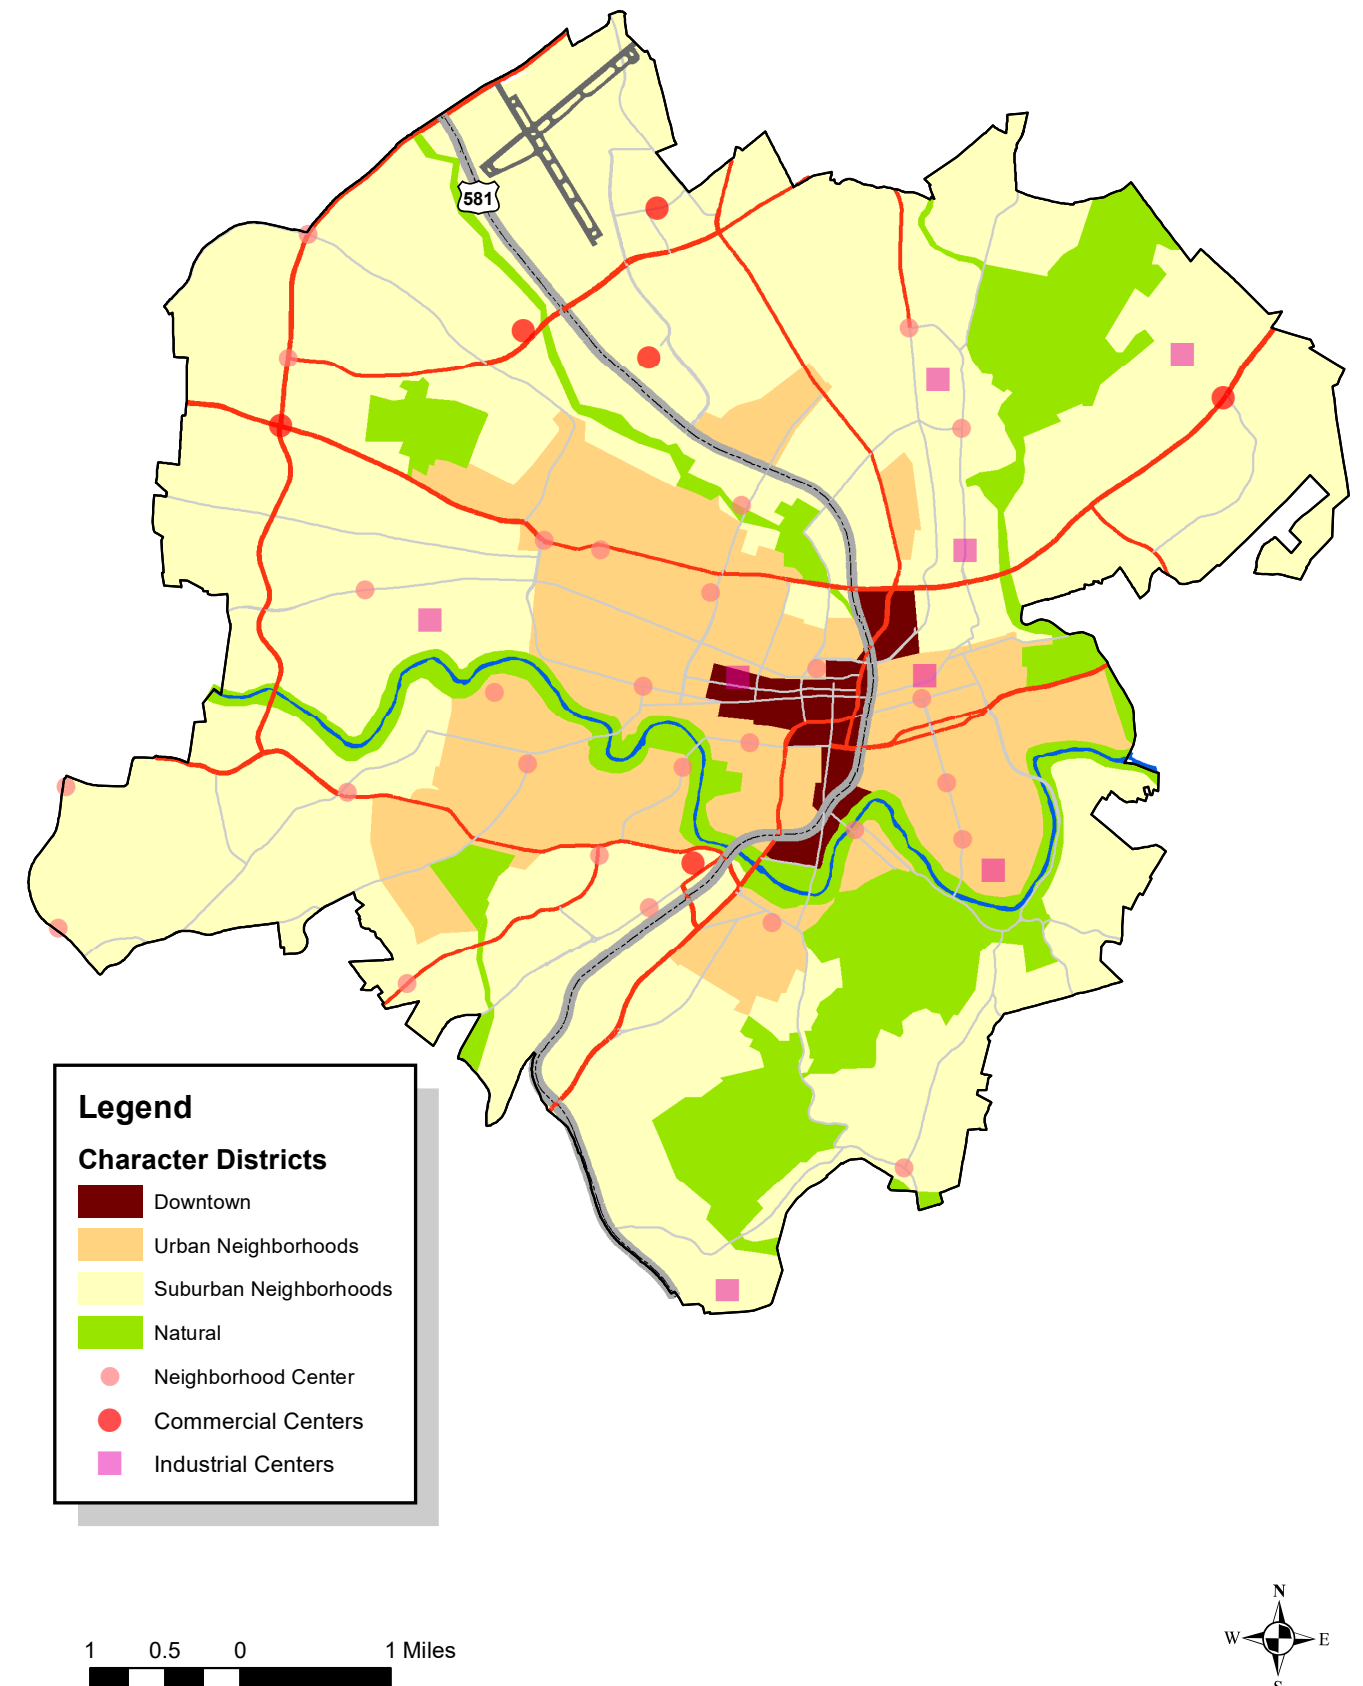 581
Legend
Character Districts
Downtown
Urban Neighborhoods
Suburban Neighborhoods
Natural
Neighborhood Center
Commercial Centers
Industrial Centers
1 0.5 0 1 Miles
N
W E
S